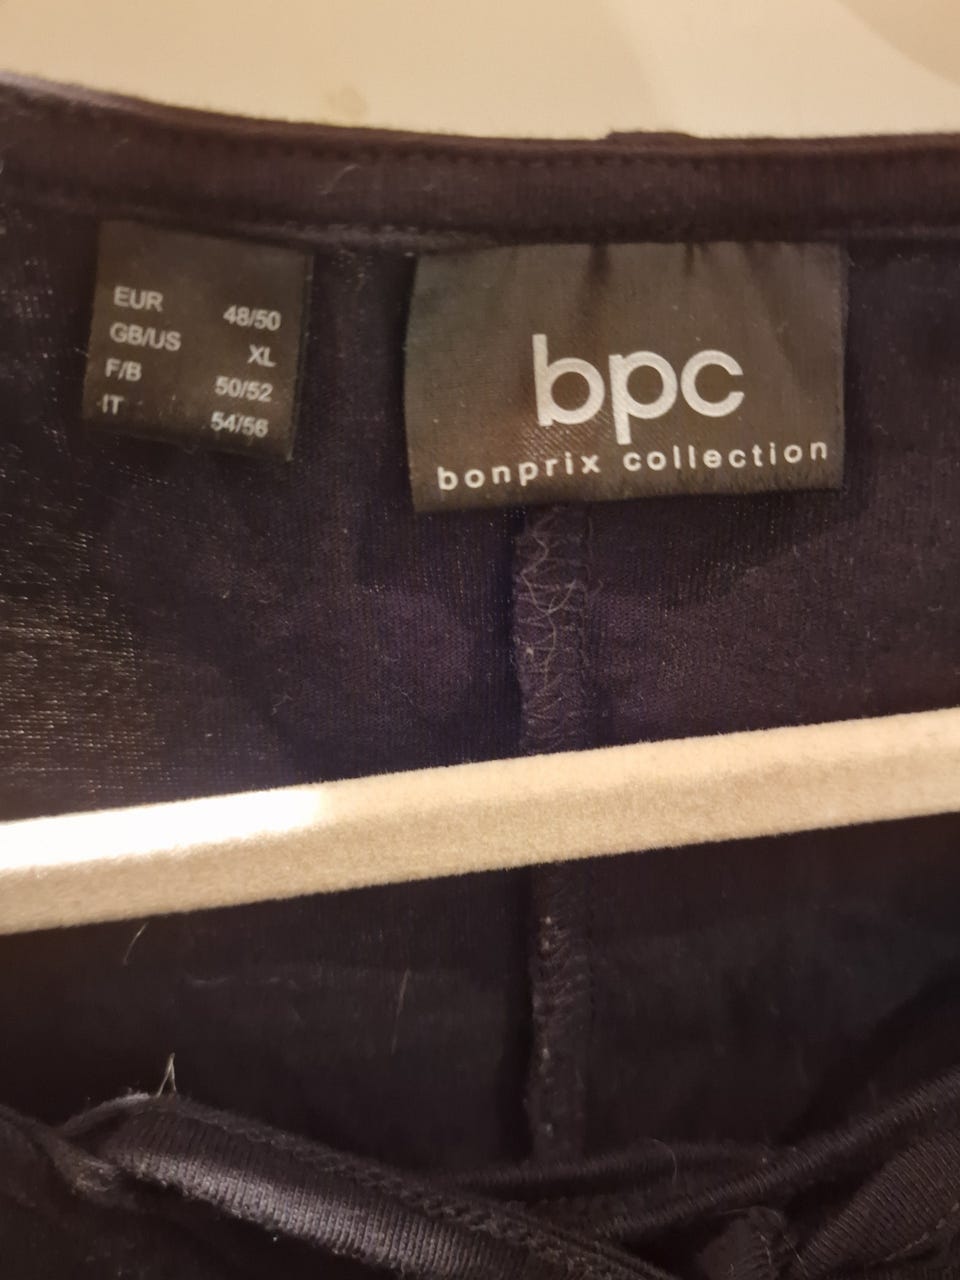 EUR 48/50
GB/US XL
F/B 50/52
IT 54/56
bpc
bonprix collection